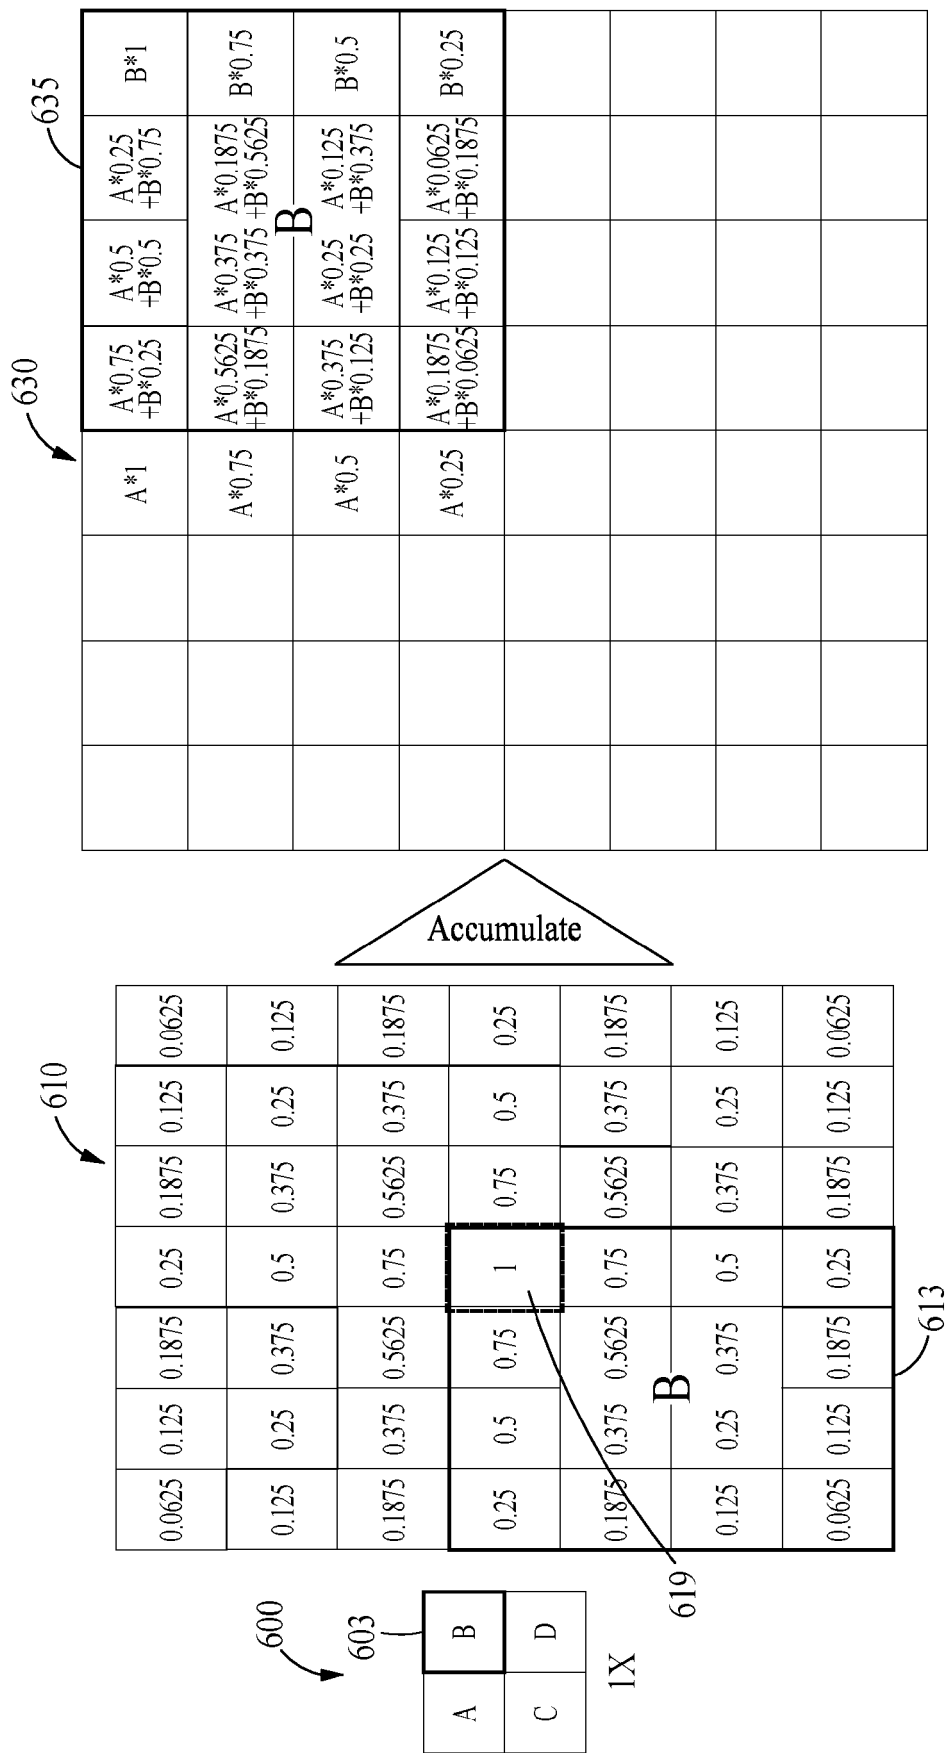 600
603
A B
C D
1X
610
0.0625 0.125 0.1875 0.25 0.1875 0.125 0.0625
0.125 0.25 0.375 0.5 0.375 0.25 0.125
0.1875 0.375 0.5625 0.75 0.5625 0.375 0.1875
0.25 0.5 0.75 1 0.75 0.5 0.25
0.1875 0.375 0.5625 0.75 0.5625 0.375 0.1875
B
0.125 0.25 0.375 0.5 0.375 0.25 0.125
0.0625 0.125 0.1875 0.25 0.1875 0.125 0.0625
619
613
Accumulate
630
635
A*1 A*0.75 A*0.5 A*0.25 B*1
+B*0.25 +B*0.5 +B*0.75
A*0.75 A*0.5625 A*0.375 A*0.1875 B*0.75
+B*0.1875 +B*0.375 +B*0.5625
B
A*0.5 A*0.375 A*0.25 A*0.125 B*0.5
+B*0.125 +B*0.25 +B*0.375
A*0.25 A*0.1875 A*0.125 A*0.0625 B*0.25
+B*0.0625 +B*0.125 +B*0.1875